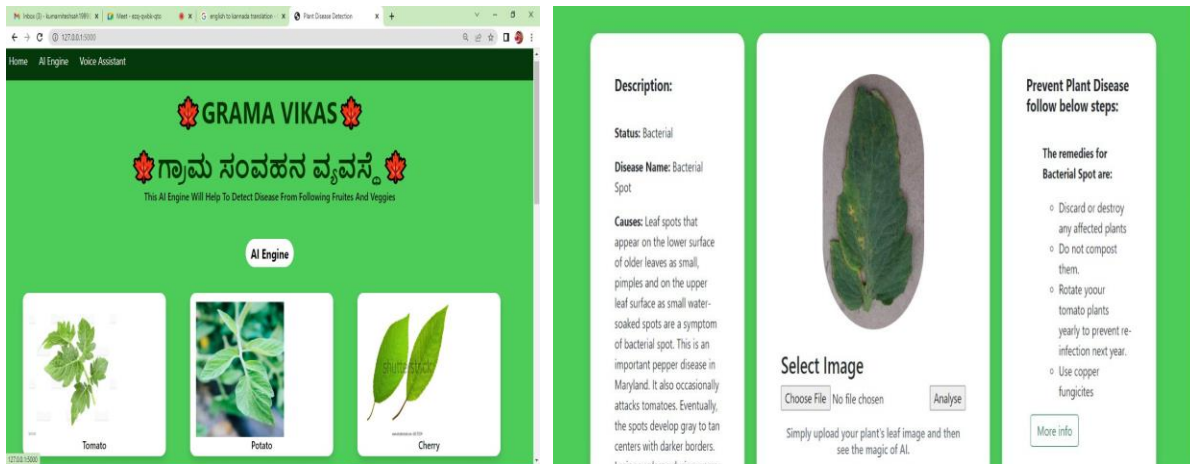 Plant Disease Detection
127.0.0.1:5000
Home AI Engine Voice Assistant
GRAMA VIKAS
ಗ್ರಾಮ ಸಂವಹನ ವ್ಯವಸ್ಥೆ
This AI Engine Will Help To Detect Disease From Following Fruites And Veggies
AI Engine
shutterstock
Tomato
Potato
Cherry
127.0.0.1:5000
Description:
Status: Bacterial
Disease Name: Bacterial
Spot
Causes: Leaf spots that
appear on the lower surface
of older leaves as small,
pimples and on the upper
leaf surface as small water-
soaked spots are a symptom
of bacterial spot. This is an
important pepper disease in
Maryland. It also occasionally
attacks tomatoes. Eventually,
the spots develop gray to tan
centers with darker borders.
Select Image
Choose File No file chosen
Analyse
Simply upload your plant's leaf image and then
see the magic of AI.
Prevent Plant Disease
follow below steps:
The remedies for
Bacterial Spot are:
Discard or destroy
any affected plants
Do not compost
them.
Rotate yoour
tomato plants
yearly to prevent re-
infection next year.
Use copper
fungicites
More info